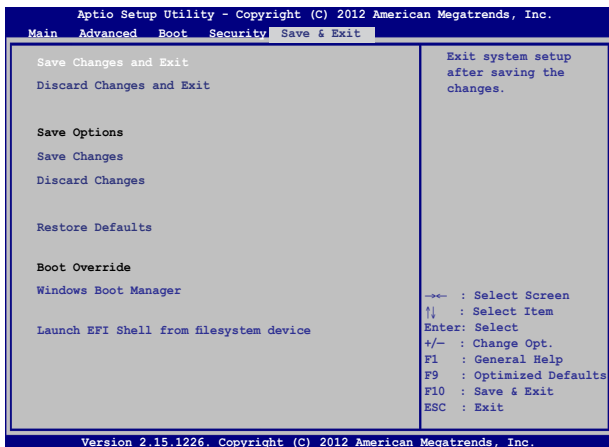 Aptio Setup Utility - Copyright (C) 2012 American Megatrends, Inc.
Main Advanced Boot Security Save & Exit
Save Changes and Exit
Discard Changes and Exit
Save Options
Save Changes
Discard Changes
Restore Defaults
Boot Override
Windows Boot Manager
Launch EFI Shell from filesystem device
Exit system setup
after saving the
changes.
→← : Select Screen
↑↓ : Select Item
Enter: Select
+/— : Change Opt.
F1 : General Help
F9 : Optimized Defaults
F10 : Save & Exit
ESC : Exit
Version 2.15.1226. Copyright (C) 2012 American Megatrends, Inc.